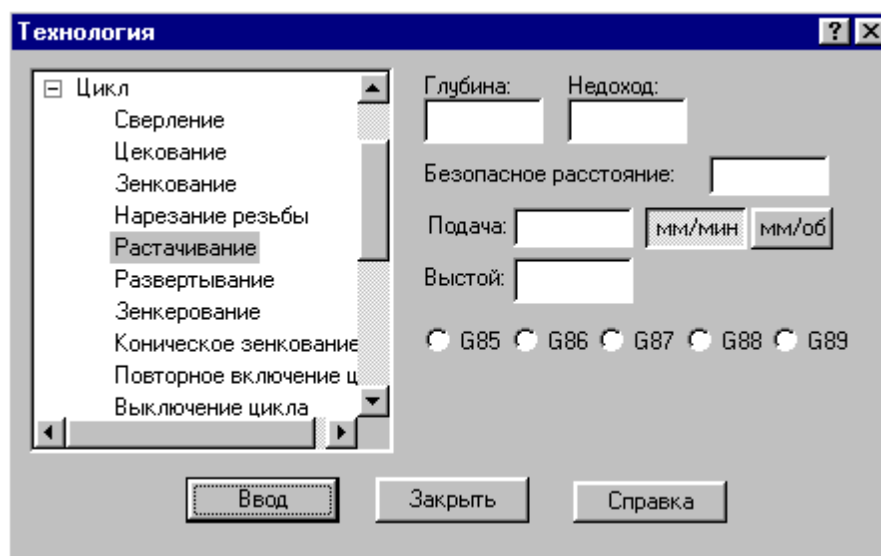 Технология
Цикл
Сверление
Цекование
Зенкование
Нарезание резьбы
Растачивание
Развертывание
Зенкерование
Коническое зенкование
Повторное включение ц
Выключение цикла
Глубина: Недоход:
Безопасное расстояние:
Подача: мм/мин мм/об
Выстой:
G85 G86 G87 G88 G89
Ввод Закрыть Справка